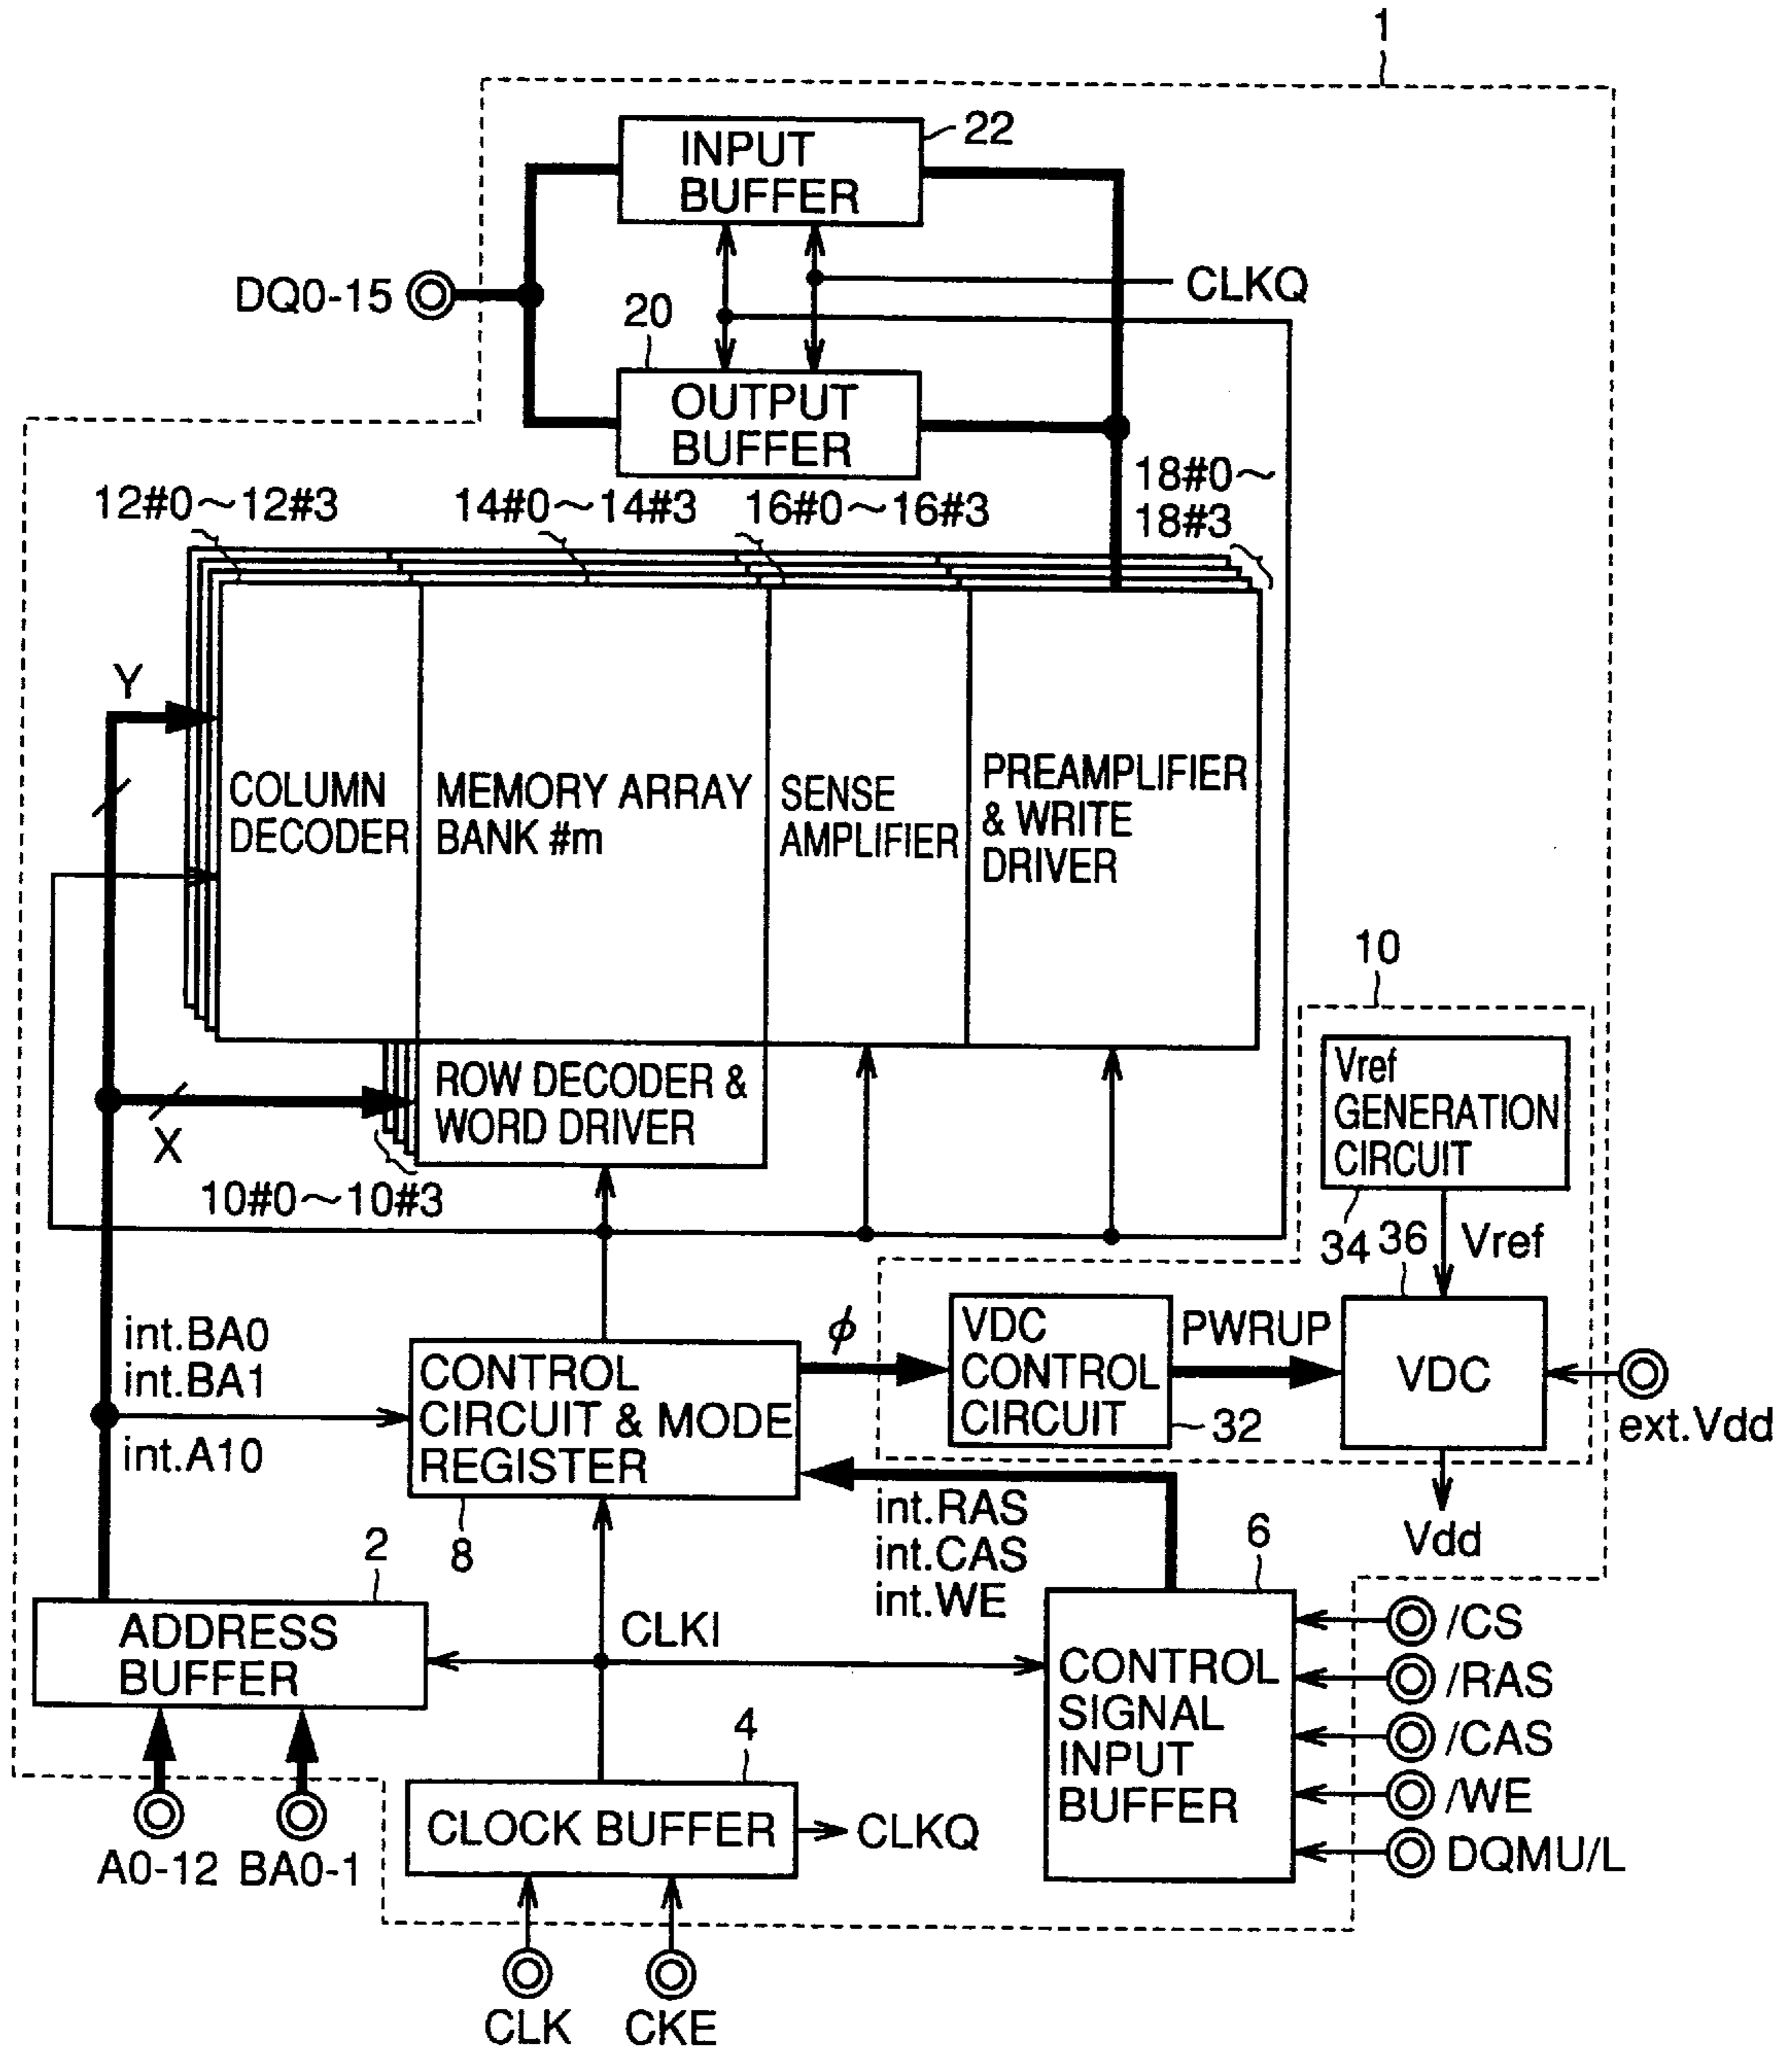 1
INPUT
BUFFER
22
DQ0-15
CLKQ
20
OUTPUT
BUFFER
18#0~
18#3
12#0~12#3
14#0~14#3
16#0~16#3
Y
COLUMN
DECODER
MEMORY ARRAY
BANK #m
SENSE
AMPLIFIER
PREAMPLIFIER
& WRITE
DRIVER
10
ROW DECODER &
WORD DRIVER
X
10#0~10#3
Vref
GENERATION
CIRCUIT
34
36
Vref
int.BA0
int.BA1
int.A10
CONTROL
CIRCUIT & MODE
REGISTER
8
ϕ
VDC
CONTROL
CIRCUIT
32
PWRUP
VDC
ext.Vdd
Vdd
int.RAS
int.CAS
int.WE
6
2
ADDRESS
BUFFER
CLKI
CONTROL
SIGNAL
INPUT
BUFFER
/CS
/RAS
/CAS
/WE
DQMU/L
4
CLOCK BUFFER
CLKQ
A0-12
BA0-1
CLK
CKE